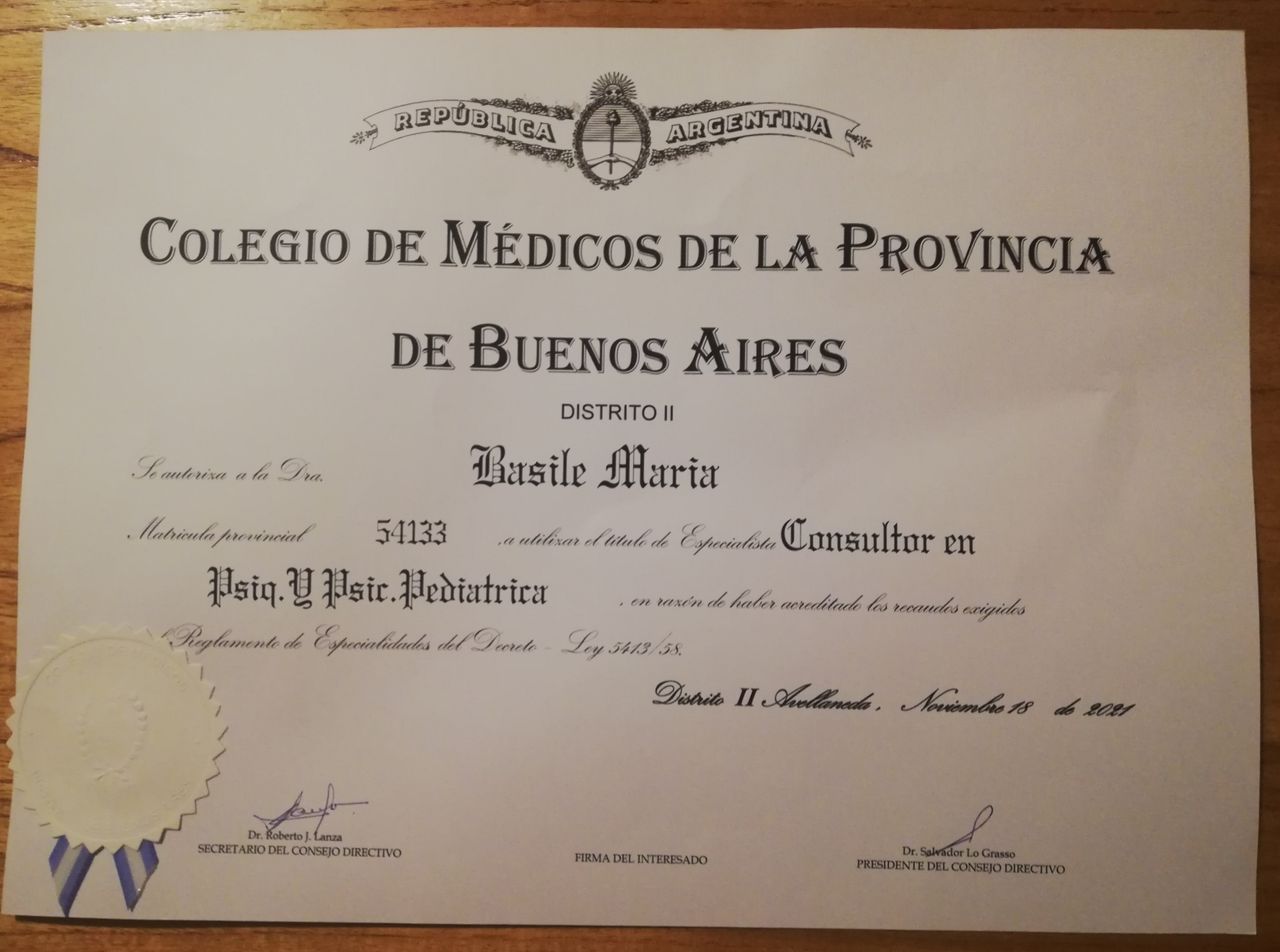 REPÚBLICA ARGENTINA
COLEGIO DE MÉDICOS DE LA PROVINCIA
DE BUENOS AIRES
DISTRITO II
Se autoriza a la Dra. Basile Maria
Matricula provincial 54133 , a utilizar el título de Especialista Consultor en
Psiq. Y Psic. Pediatrica , en razón de haber acreditado los recaudos exigidos
Reglamento de Especialidades del Decreto - Ley 5413/58.
Distrito II Avellaneda, Noviembre 18 de 2021
Dr. Roberto J. Lanza
SECRETARIO DEL CONSEJO DIRECTIVO
FIRMA DEL INTERESADO
Dr. Salvador Lo Grasso
PRESIDENTE DEL CONSEJO DIRECTIVO